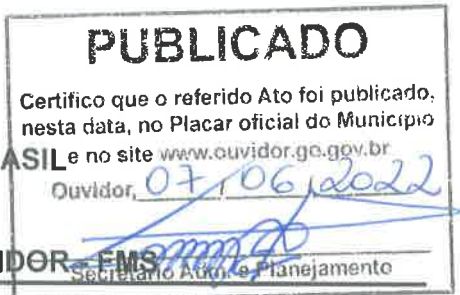 PUBLICADO
Certifico que o referido Ato foi publicado,
nesta data, no Placar oficial do Município
ASIL e no site www.ouvidor.go.gov.br
Ouvidor, 07 / 06 / 2022
IDOR - FMS
Secretário Adm. e Planejamento